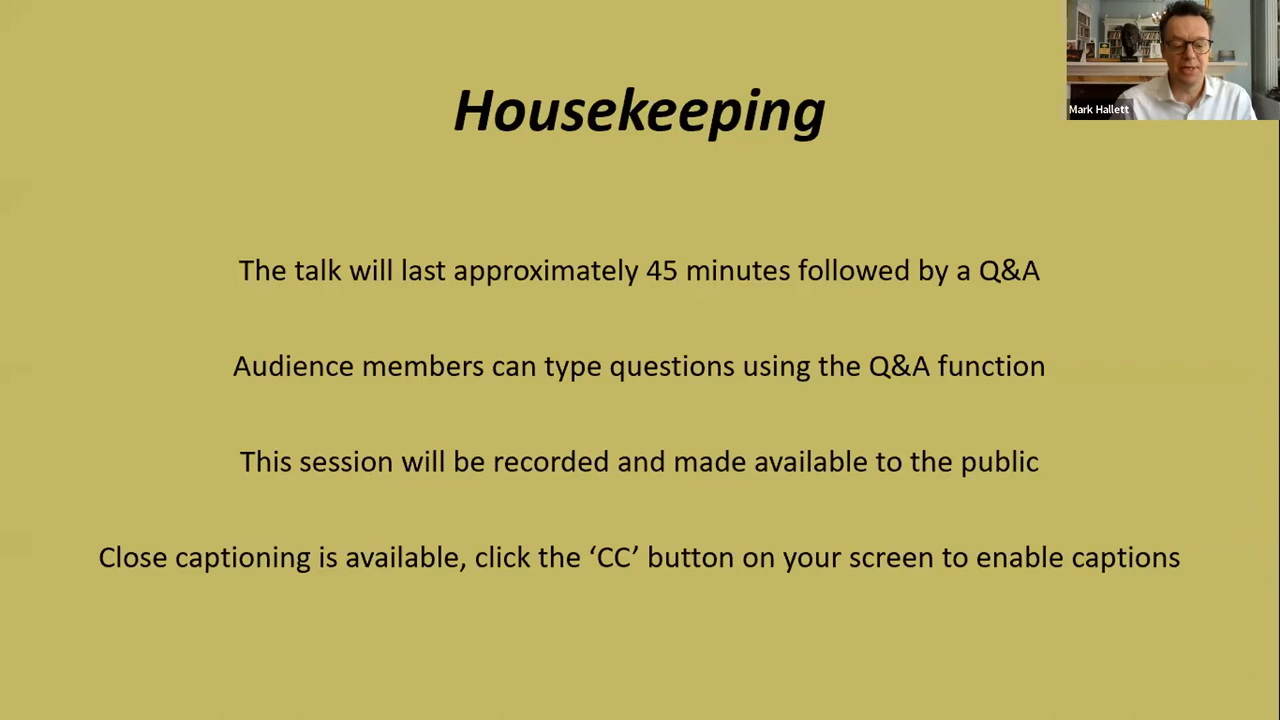 Housekeeping
Mark Hallett
The talk will last approximately 45 minutes followed by a Q&A
Audience members can type questions using the Q&A function
This session will be recorded and made available to the public
Close captioning is available, click the ‘CC’ button on your screen to enable captions